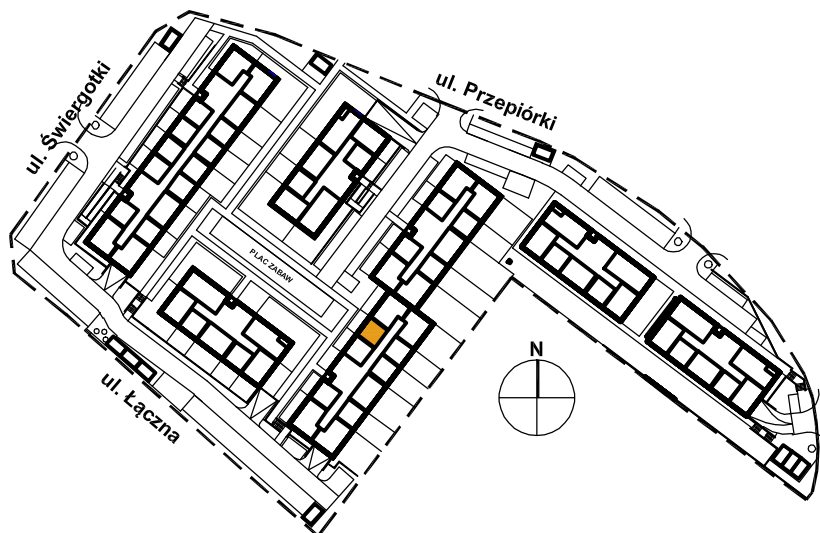 ul. Przepiórki
ul. Świergotki
PLAC ZABAW
N
ul. Łączna